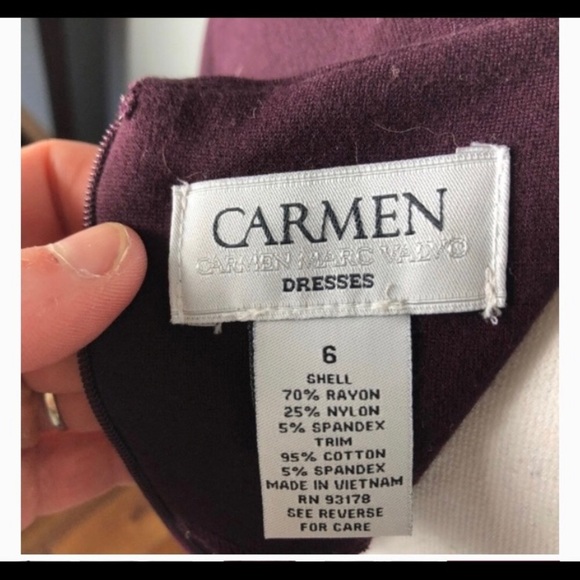 CARMEN
CARMEN MARC VALVO
DRESSES
6
SHELL
70% RAYON
25% NYLON
5% SPANDEX
TRIM
95% COTTON
5% SPANDEX
MADE IN VIETNAM
RN 93178
SEE REVERSE
FOR CARE